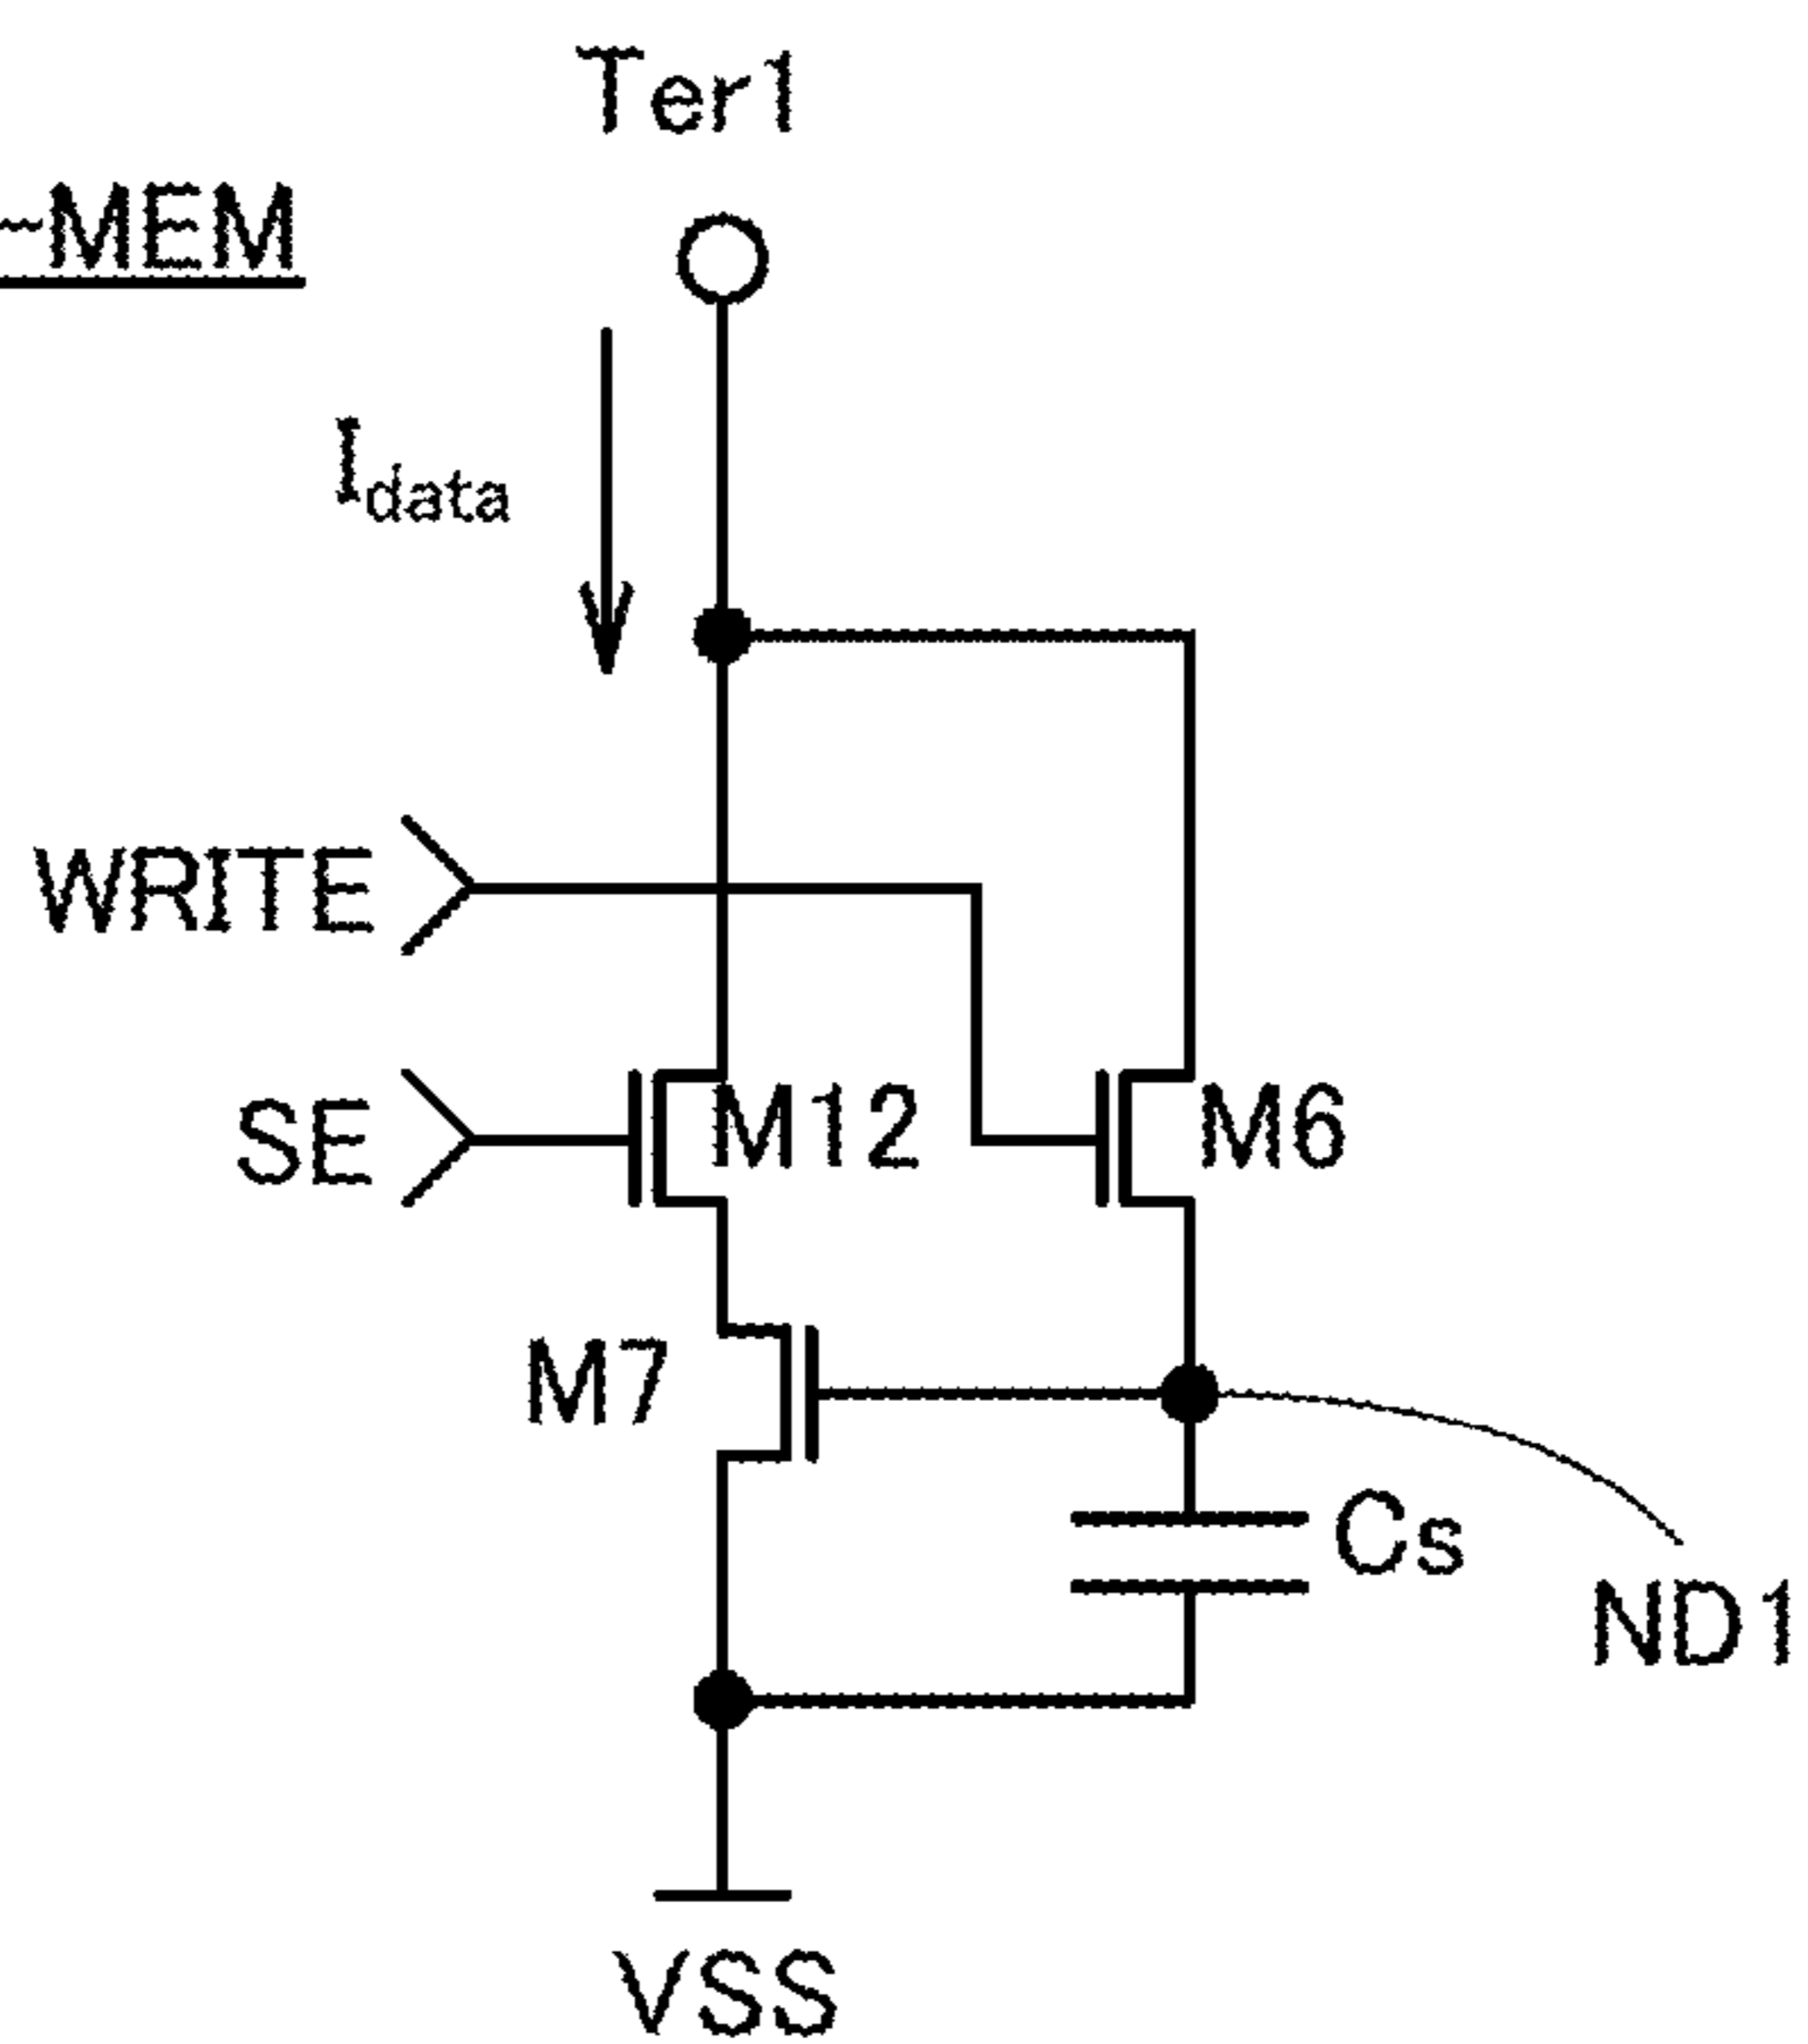 Ter1
~MEM
Idata
WRITE
SE
M12
M6
M7
Cs
ND1
VSS